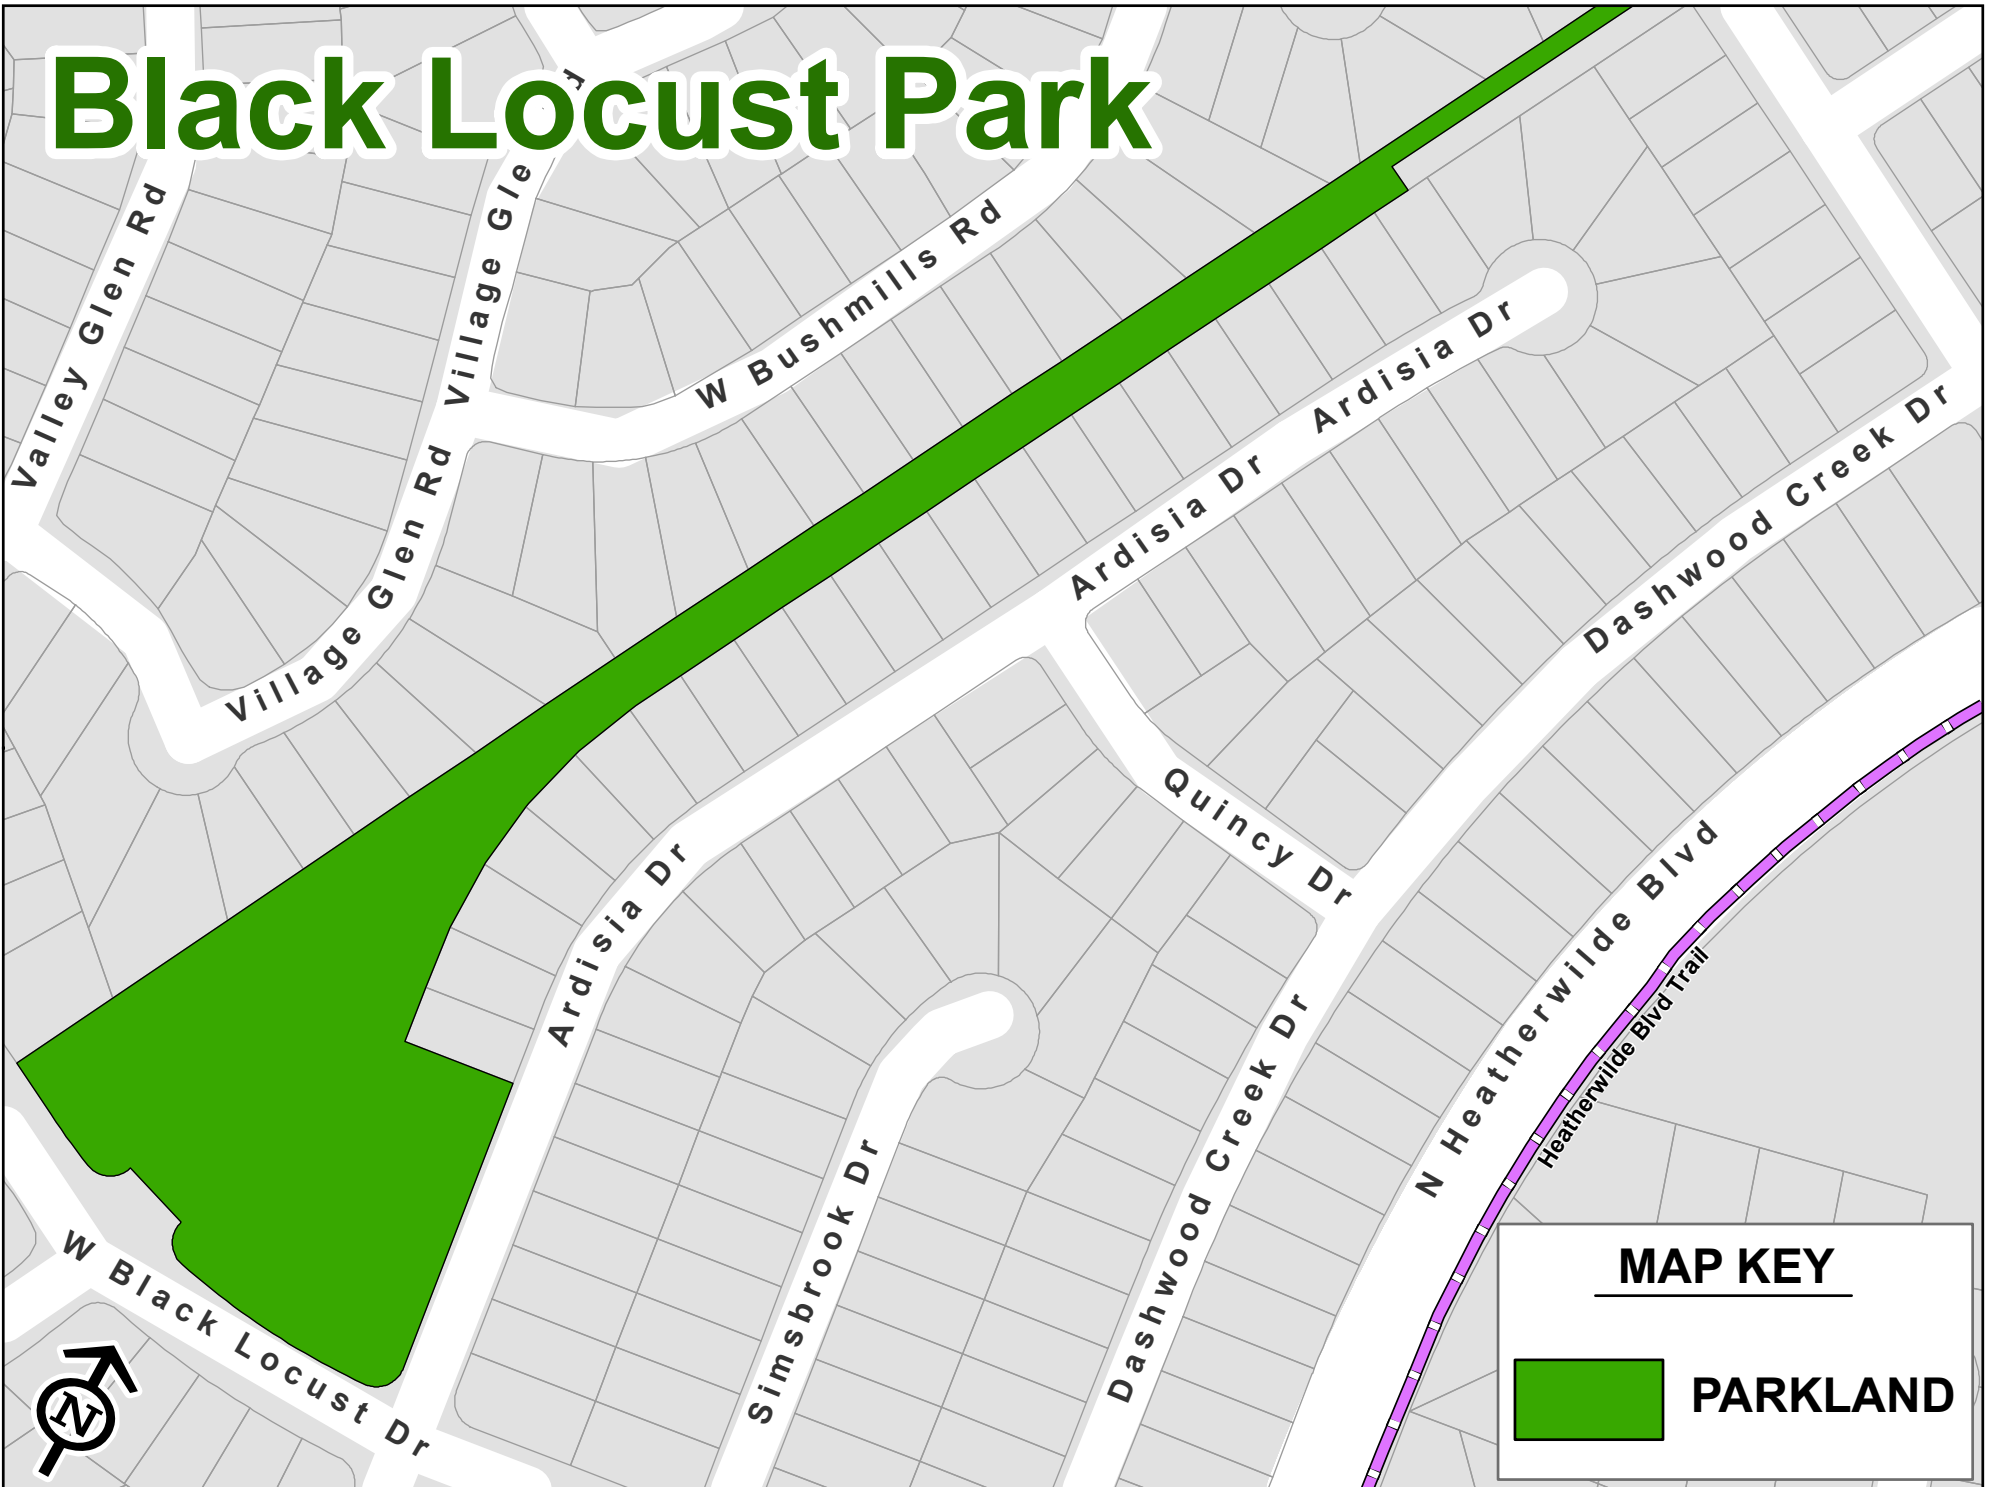 Black Locust Park
Valley Glen Rd
Village Glen Rd
Village Glen Rd
W Bushmills Rd
Ardisia Dr
Ardisia Dr
Ardisia Dr
Dashwood Creek Dr
Quincy Dr
N Heatherwilde Blvd
Heatherwilde Blvd Trail
Dashwood Creek Dr
Simsbrook Dr
W Black Locust Dr
N
MAP KEY
PARKLAND